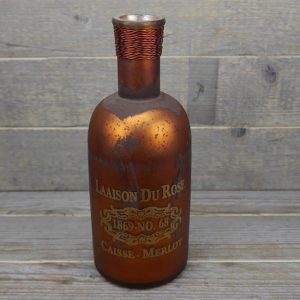 LAAISON DU ROSE
1869-NO. 68
CAISSE - MERLOT